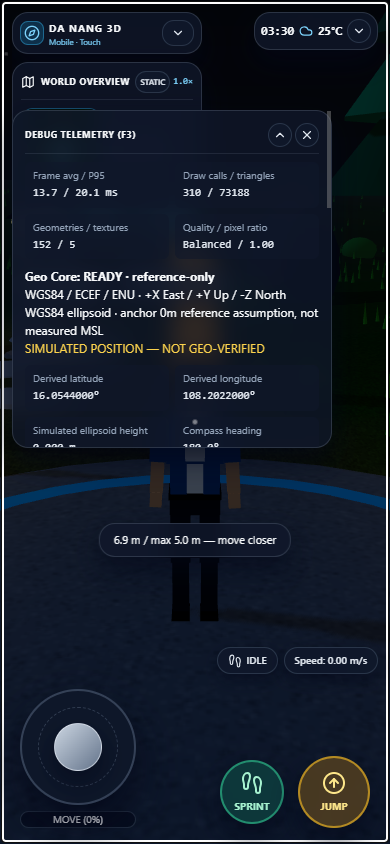 DA NANG 3D
Mobile · Touch
03:30 25°C
WORLD OVERVIEW STATIC 1.0×
DEBUG TELEMETRY (F3)
Frame avg / P95
13.7 / 20.1 ms
Draw calls / triangles
310 / 73188
Geometries / textures
152 / 5
Quality / pixel ratio
Balanced / 1.00
Geo Core: READY · reference-only
WGS84 / ECEF / ENU · +X East / +Y Up / -Z North
WGS84 ellipsoid · anchor 0m reference assumption, not
measured MSL
SIMULATED POSITION — NOT GEO-VERIFIED
Derived latitude
16.0544000°
Derived longitude
108.2022000°
Simulated ellipsoid height
Compass heading
6.9 m / max 5.0 m — move closer
IDLE
Speed: 0.00 m/s
MOVE (0%)
SPRINT
JUMP